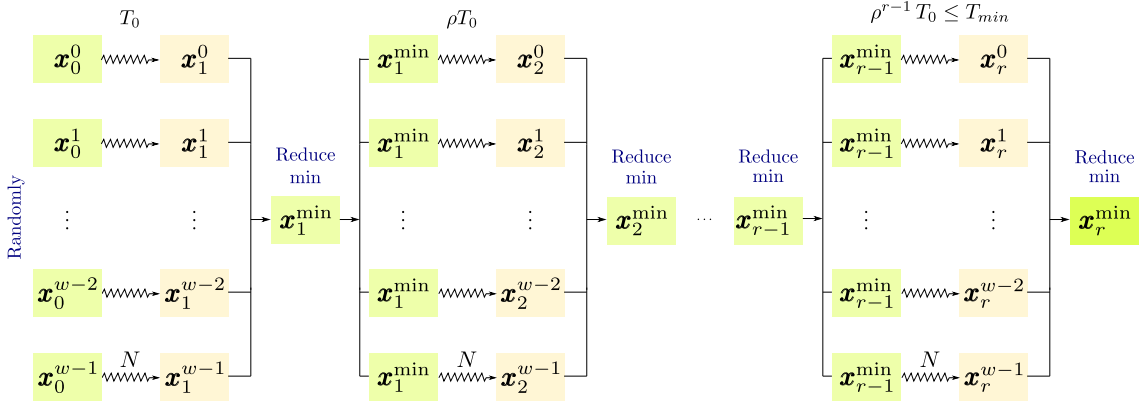 T_0 ρT_0 ρ^{r−1} T_0 ≤ T_{min}
x_0^0 x_1^0 x_1^{min} x_2^0 x_{r−1}^{min} x_r^0
x_0^1 x_1^1 x_1^{min} x_2^1 x_{r−1}^{min} x_r^1
Reduce min
Reduce min
Reduce min
Reduce min
Randomly
⋮ ⋮ x_1^{min} ⋮ ⋮ x_2^{min} ... x_{r−1}^{min} ⋮ ⋮ x_r^{min}
x_0^{w−2} x_1^{w−2} x_1^{min} x_2^{w−2} x_{r−1}^{min} x_r^{w−2}
N N N
x_0^{w−1} x_1^{w−1} x_1^{min} x_2^{w−1} x_{r−1}^{min} x_r^{w−1}